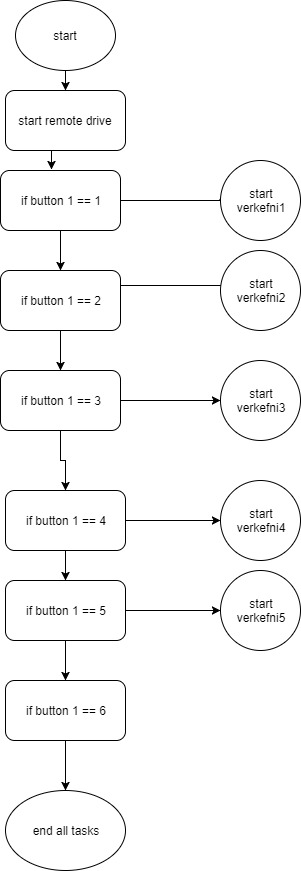 start
start remote drive
if button 1 == 1
start
verkefni1
if button 1 == 2
start
verkefni2
if button 1 == 3
start
verkefni3
if button 1 == 4
start
verkefni4
if button 1 == 5
start
verkefni5
if button 1 == 6
end all tasks